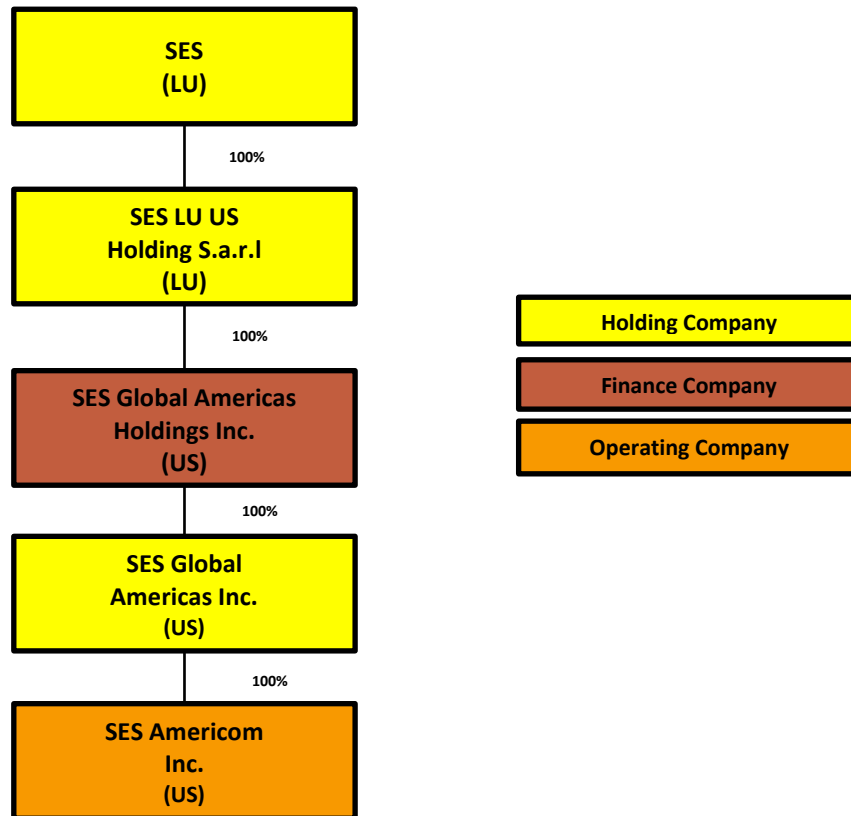 SES
(LU)
100%
SES LU US
Holding S.a.r.l
(LU)
100%
SES Global Americas
Holdings Inc.
(US)
100%
SES Global
Americas Inc.
(US)
100%
SES Americom
Inc.
(US)
Holding Company
Finance Company
Operating Company